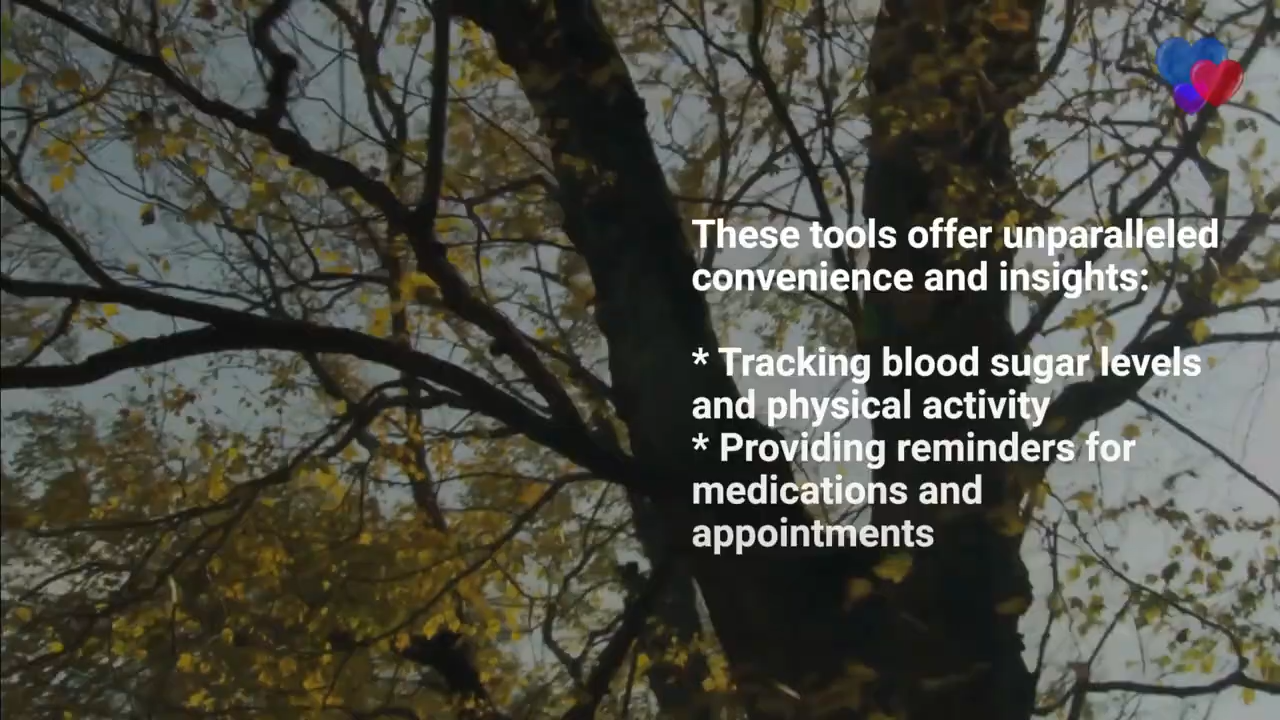 These tools offer unparalleled
convenience and insights:
* Tracking blood sugar levels
and physical activity
* Providing reminders for
medications and
appointments